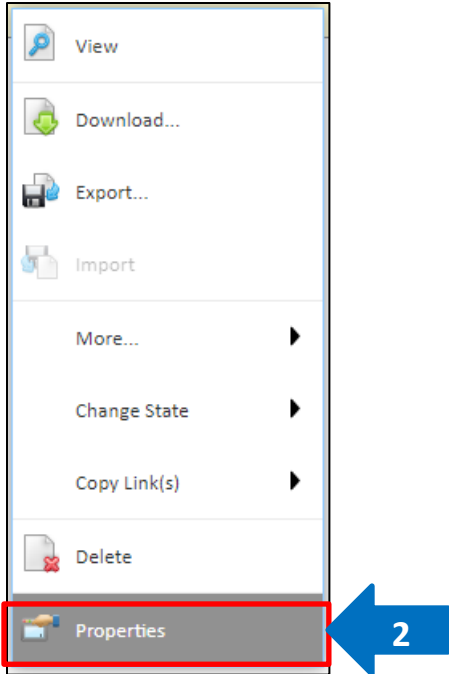 View
Download...
Export...
Import
More...
Change State
Copy Link(s)
Delete
Properties
2